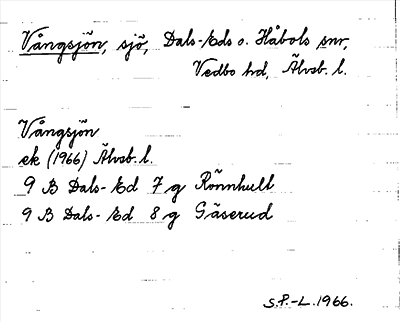 Vångsjön, sjö, Dals-Eds o. Håbols snr,
Vedbo hd, Älvsb. l.
Vångsjön
ek (1966) Älvsb. l.
9 B Dals-Ed 7 g Rönnhult
9 B Dals-Ed 8 g Gäserud
S.P.-L. 1966.